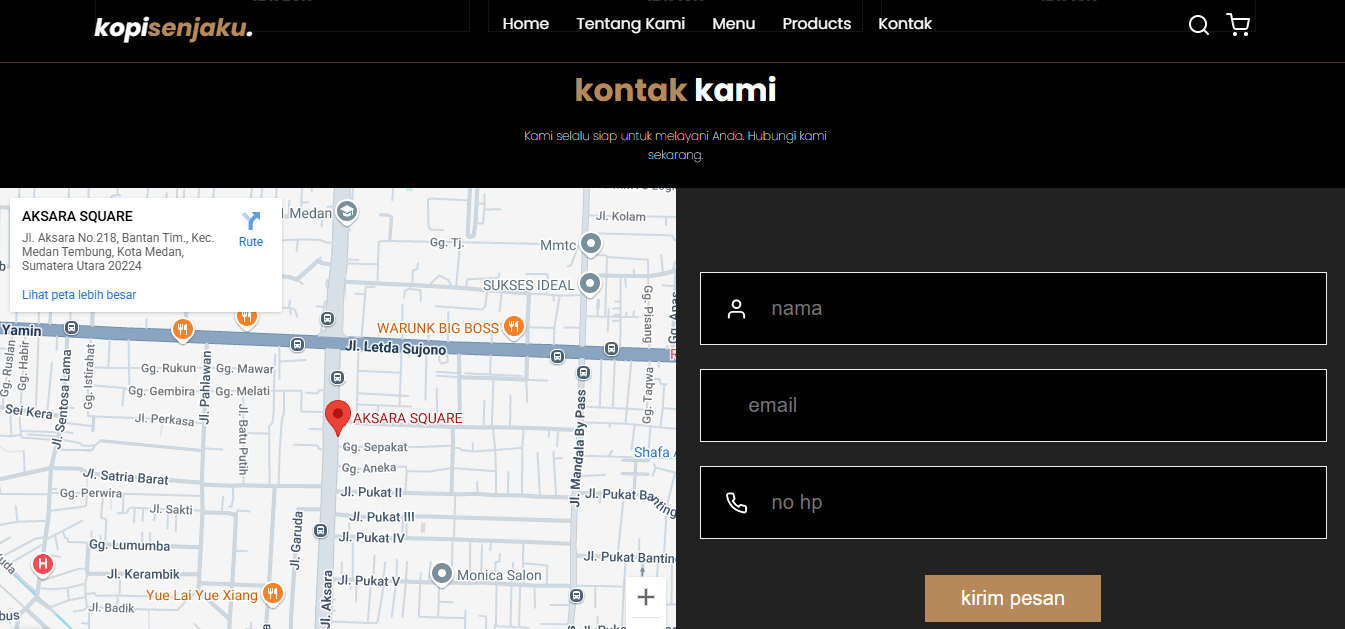 kopisenjaku.
Home Tentang Kami Menu Products Kontak
kontak kami
Kami selalu siap untuk melayani Anda. Hubungi kami
sekarang.
AKSARA SQUARE
Jl. Aksara No.218, Bantan Tim., Kec.
Medan Tembung, Kota Medan,
Sumatera Utara 20224
Rute
Lihat peta lebih besar
Medan
Jl. Kolam
Gg. Tj.
Mmtc
SUKSES IDEAL
Gg. Pisang
WARUNK BIG BOSS
Yamin
Jl. Letda Sujono
Gg. Ruslan
Gg. Habir
Jl. Sentosa Lama
Gg. Istirahat
Gg. Rukun
Gg. Mawar
Jl. Pahlawan
Gg. Gembira
Gg. Melati
Gg. Taqwa
Sei Kera
Jl. Perkasa
Jl. Batu Putih
AKSARA SQUARE
Jl. Mandala By Pass
Gg. Sepakat
Shafa
Gg. Aneka
Jl. Satria Barat
Gg. Perwira
Jl. Pukat II
Jl. Pukat Banting
Jl. Sakti
Jl. Pukat III
Jl. Garuda
Jl. Pukat IV
Gg. Lumumba
Jl. Pukat Bantin
H
Jl. Kerambik
Jl. Pukat V
Monica Salon
Yue Lai Yue Xiang
Jl. Aksara
Jl. Badik
+
nama
email
no hp
kirim pesan